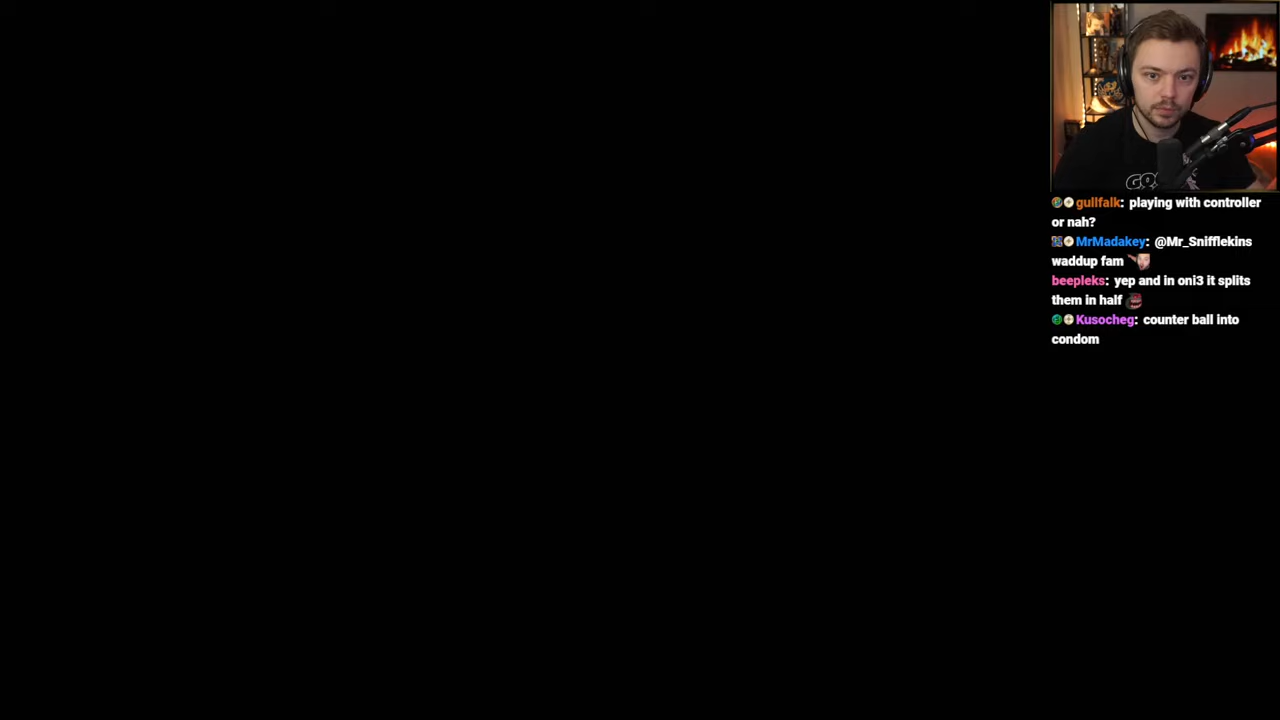 GO
gullfalk: playing with controller
or nah?
MrMadakey: @Mr_Snifflekins
waddup fam
beepleks: yep and in oni3 it splits
them in half
Kusocheg: counter ball into
condom